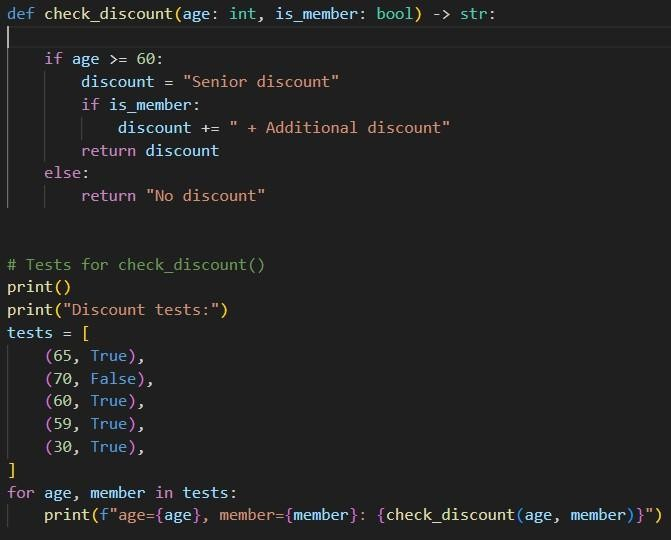 def check_discount(age: int, is_member: bool) -> str:
    if age >= 60:
        discount = "Senior discount"
        if is_member:
            discount += " + Additional discount"
        return discount
    else:
        return "No discount"
# Tests for check_discount()
print()
print("Discount tests:")
tests = [
    (65, True),
    (70, False),
    (60, True),
    (59, True),
    (30, True),
]
for age, member in tests:
    print(f"age={age}, member={member}: {check_discount(age, member)}")